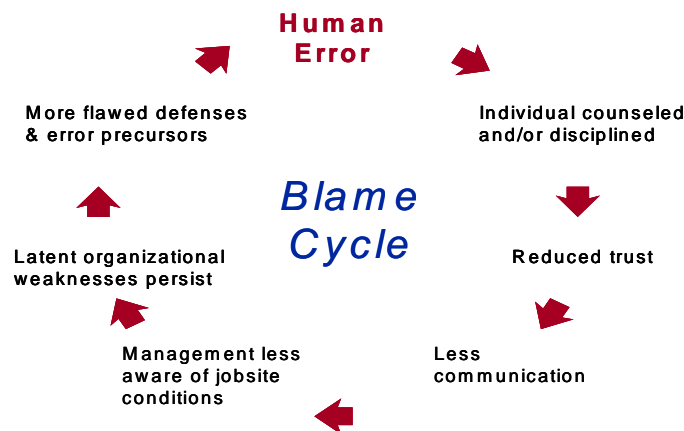 Human
Error
Individual counseled
and/or disciplined
Reduced trust
Less
communication
Management less
aware of jobsite
conditions
Latent organizational
weaknesses persist
More flawed defenses
& error precursors
Blame
Cycle